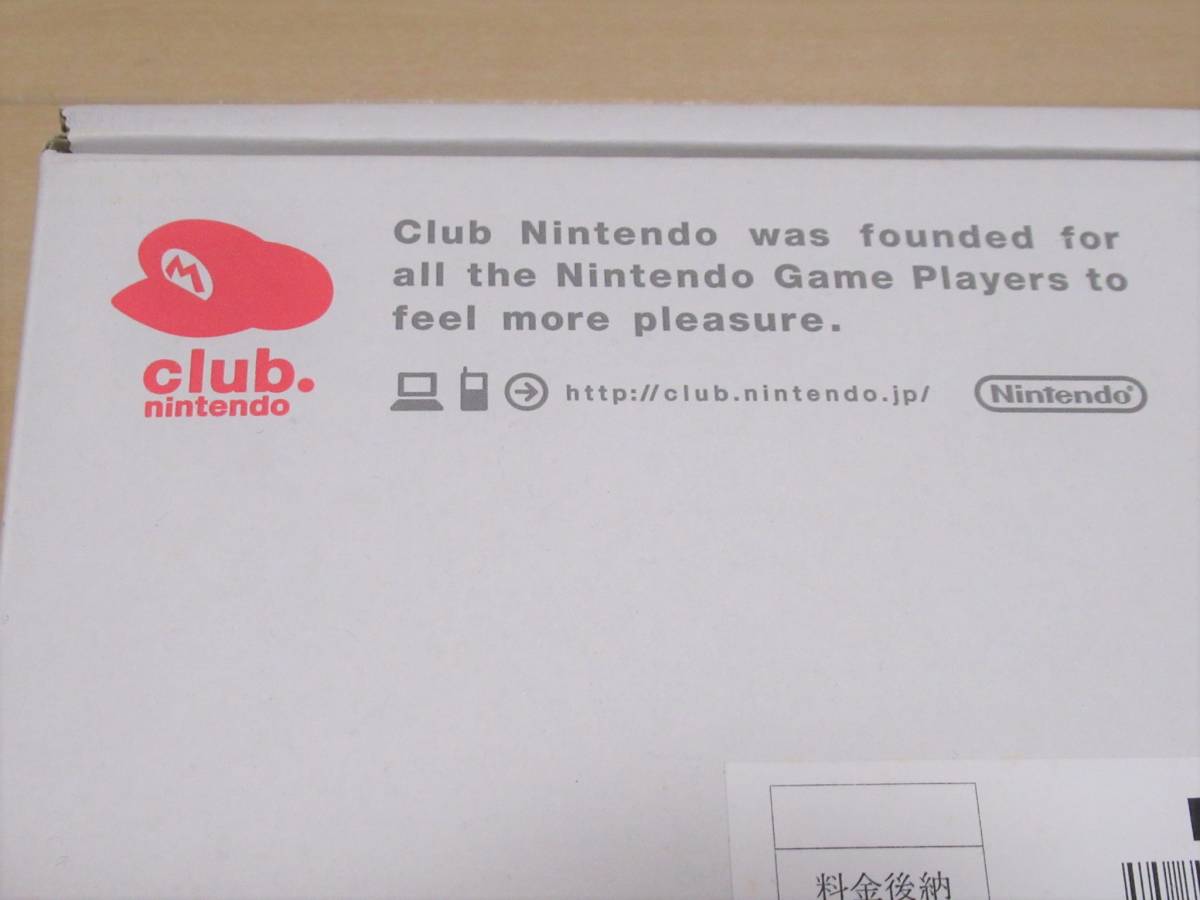 M
club.
nintendo
Club Nintendo was founded for
all the Nintendo Game Players to
feel more pleasure.
http://club.nintendo.jp/
Nintendo®
料金後納